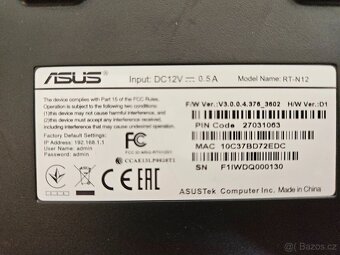 ASUS Input: DC12V 0.5A Model Name: RT-N12
The device complies with Part 15 of the FCC Rules.
Operation is subject to the following two conditions:
(1) this device may not cause harmful interference, and
(2) this device must accept any interference received,
including interference that may cause undesired operation.
Factory Default Settings:
IP Address: 192.168.1.1
User Name: admin
Password: admin
F/W Ver.:V3.0.0.4.376_3602 H/W Ver.:D1
PIN Code 27031063
MAC 10C37BD72EDC
SN F1IWDQ000130
FC
CE
EAC
ASUSTek Computer Inc. Made in China
sbazar.cz